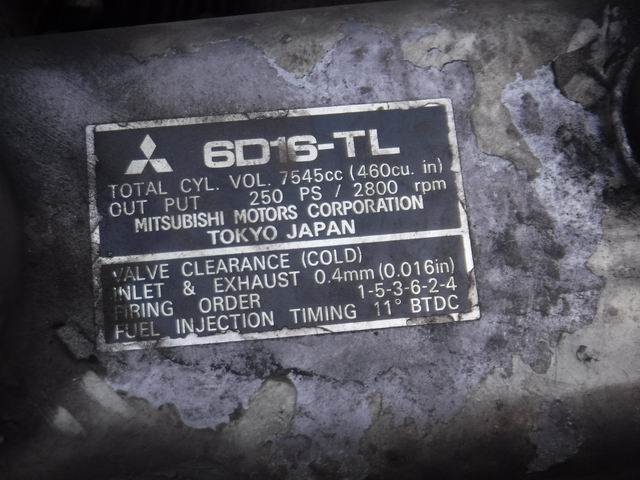 6D16-TL
TOTAL CYL. VOL. 7545cc (460cu. in)
OUT PUT 250 PS / 2800 rpm
MITSUBISHI MOTORS CORPORATION
TOKYO JAPAN
VALVE CLEARANCE (COLD)
INLET & EXHAUST 0.4mm (0.016in)
FIRING ORDER 1-5-3-6-2-4
FUEL INJECTION TIMING 11° BTDC